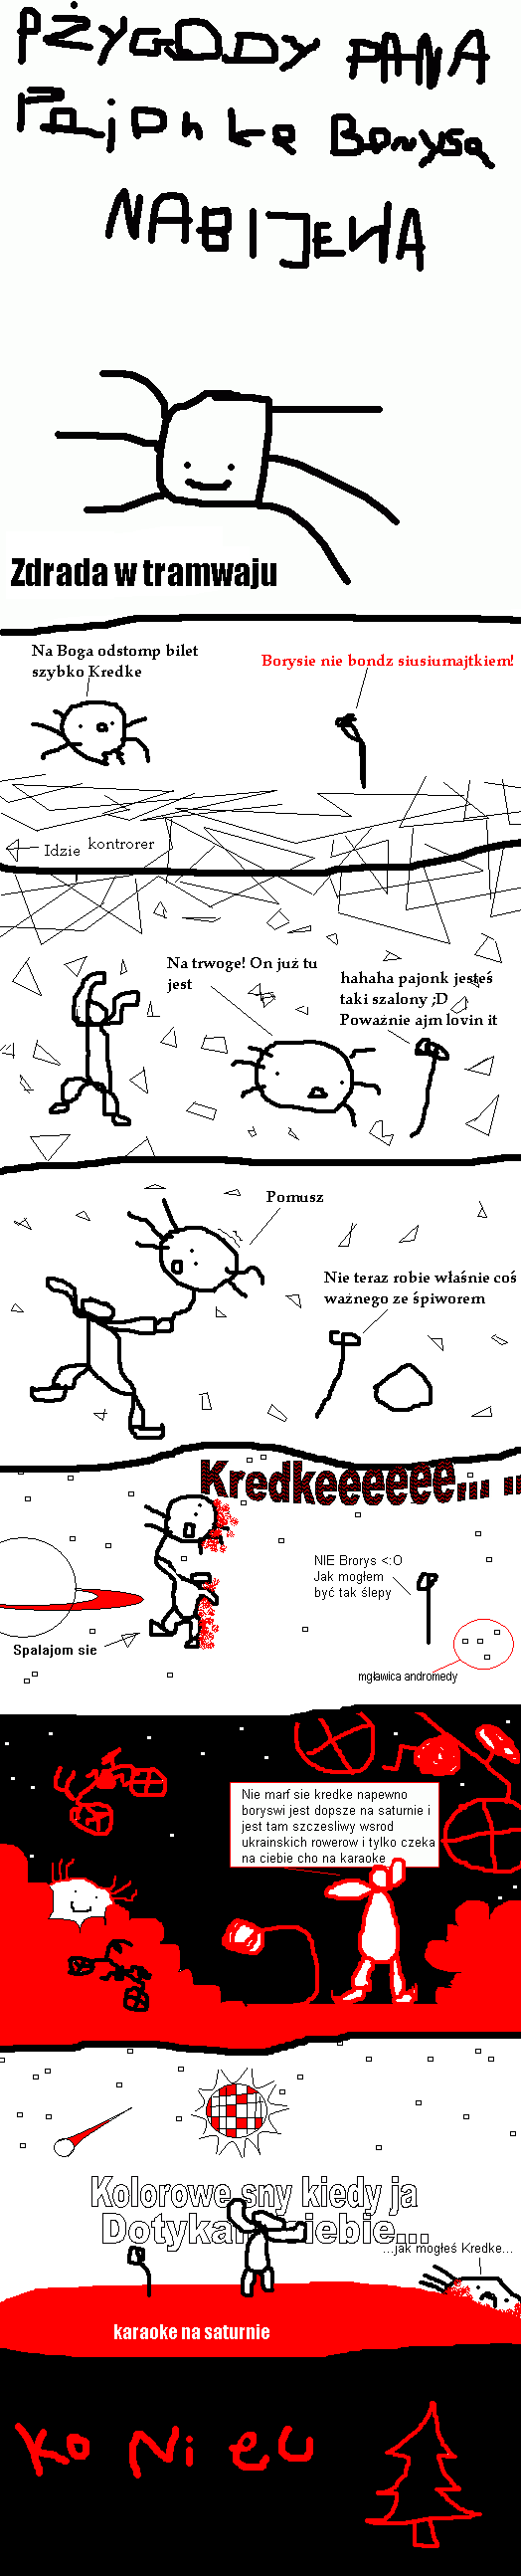 PŻYGODY PANA
Pajonka Borysa
NABIJEWA
Zdrada w tramwaju
Na Boga odstomp bilet
szybko Kredke
Borysie nie bondz siusiumajtkiem!
Idzie kontrorer
Na trwoge! On już tu
jest
hahaha pajonk jesteś
taki szalony ;D
Poważnie ajm lovin it
Pomusz
Nie teraz robie właśnie coś
ważnego ze śpiworem
Kredkeeeeeee... ..
NIE Brorys <:O
Jak mogłem
być tak ślepy
Spalajom sie
mgławica andromedy
Nie marf sie kredke napewno
boryswi jest dopsze na saturnie i
jest tam szczesliwy wsrod
ukrainskich rowerow i tylko czeka
na ciebie cho na karaoke
Kolorowe sny kiedy ja
Dotykam ciebie...
...jak mogłeś Kredke...
karaoke na saturnie
KoNiec